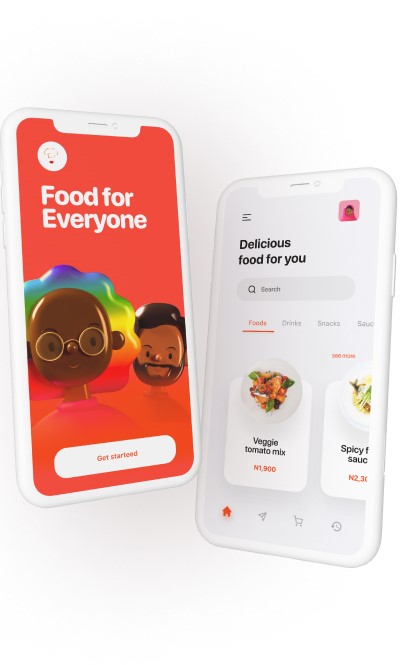 Food for
Everyone
Get starteed
Delicious
food for you
Search
Foods
Drinks
Snacks
Sauc
see more
Veggie
tomato mix
N1,900
Spicy f
sauc
N2,30